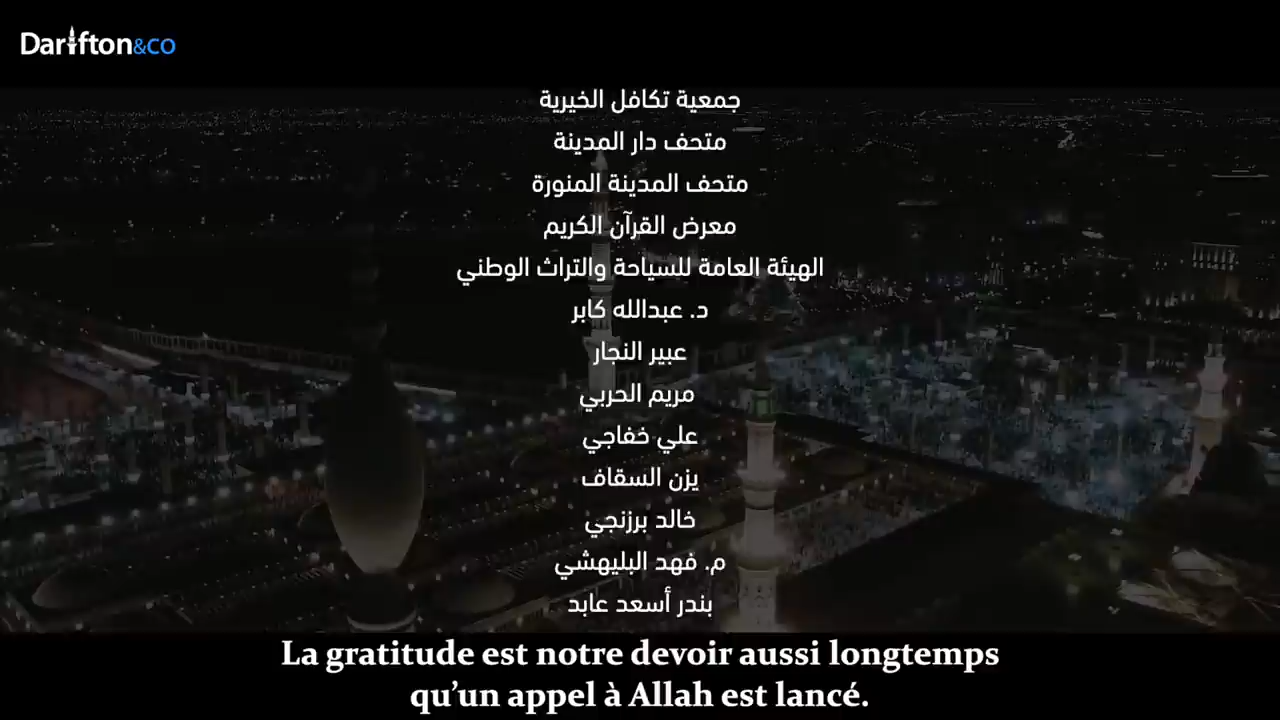 Darifton&co
جمعية تكافل الخيرية
متحف دار المدينة
متحف المدينة المنورة
معرض القرآن الكريم
الهيئة العامة للسياحة والتراث الوطني
د. عبدالله كابر
عبير النجار
مريم الحربي
علي خفاجي
يزن السقاف
خالد برزنجي
م. فهد البليهشي
بندر أسعد عابد
La gratitude est notre devoir aussi longtemps
qu’un appel à Allah est lancé.